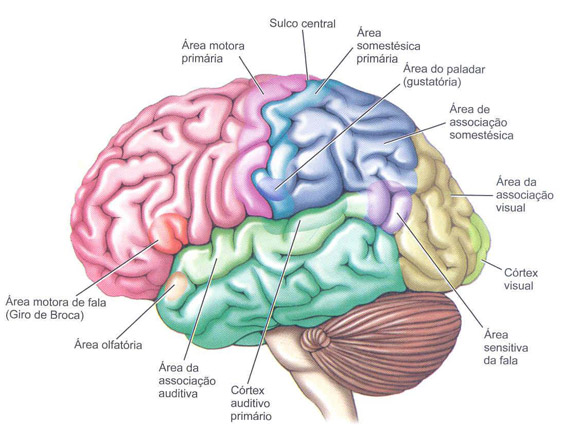 Sulco central
Área motora
primária
Área
somestésica
primária
Área do paladar
(gustatória)
Área de
associação
somestésica
Área da
associação
visual
Córtex
visual
Área
sensitiva
da fala
Córtex
auditivo
primário
Área da
associação
auditiva
Área olfatória
Área motora de fala
(Giro de Broca)